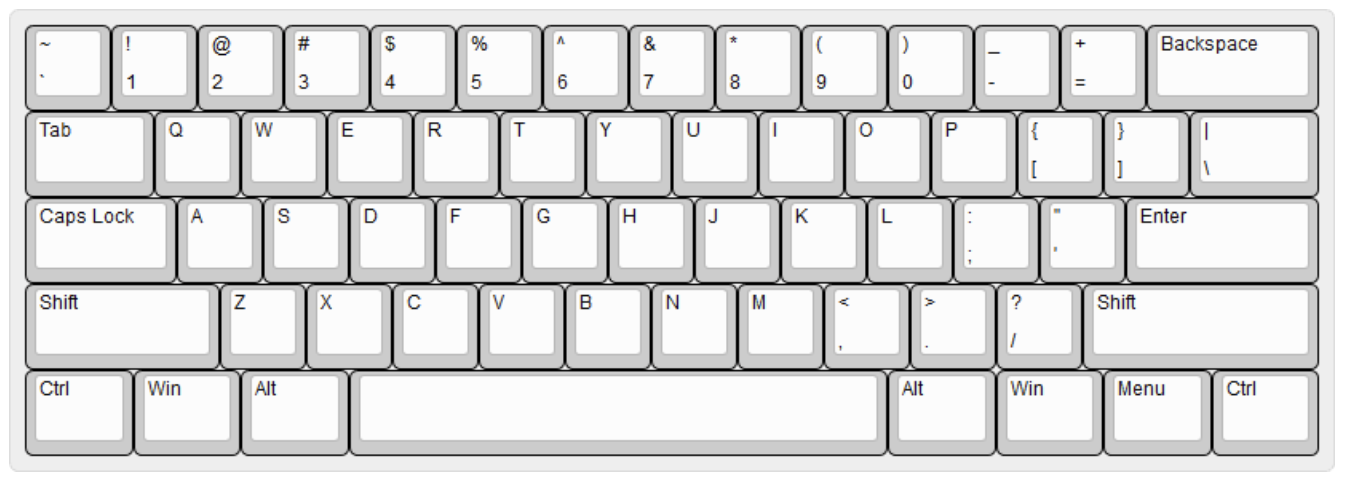 ~ ! @ # $ % ^ & * ( ) _ + Backspace
` 1 2 3 4 5 6 7 8 9 0 - =
Tab Q W E R T Y U I O P { } |
[ ] \
Caps Lock A S D F G H J K L : " Enter
; '
Shift Z X C V B N M < > ? Shift
, . /
Ctrl Win Alt Alt Win Menu Ctrl